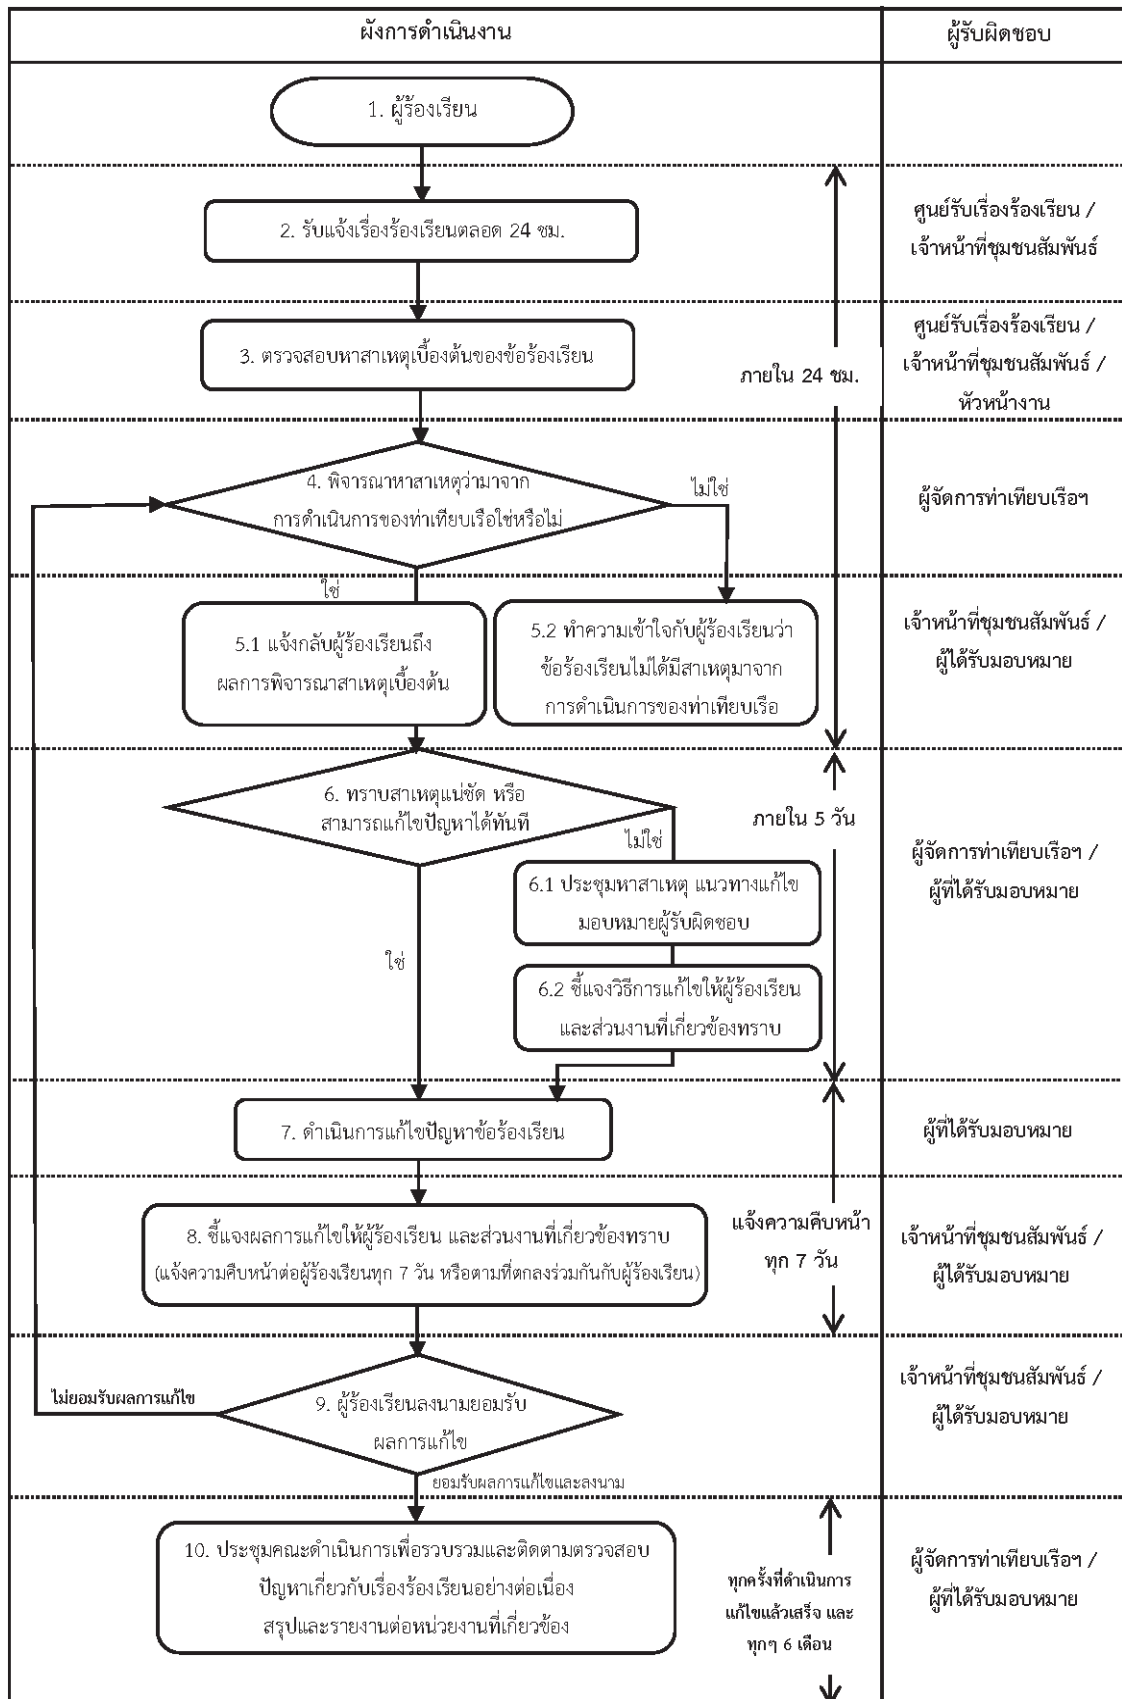 ผังการดำเนินงาน
ผู้รับผิดชอบ
1. ผู้ร้องเรียน
2. รับแจ้งเรื่องร้องเรียนตลอด 24 ชม.
ศูนย์รับเรื่องร้องเรียน /
เจ้าหน้าที่ชุมชนสัมพันธ์
3. ตรวจสอบหาสาเหตุเบื้องต้นของข้อร้องเรียน
ภายใน 24 ชม.
ศูนย์รับเรื่องร้องเรียน /
เจ้าหน้าที่ชุมชนสัมพันธ์ /
หัวหน้างาน
4. พิจารณาหาสาเหตุว่ามาจาก
การดำเนินการของท่าเทียบเรือใช่หรือไม่
ไม่ใช่
ผู้จัดการท่าเทียบเรือฯ
ใช่
5.1 แจ้งกลับผู้ร้องเรียนถึง
ผลการพิจารณาสาเหตุเบื้องต้น
5.2 ทำความเข้าใจกับผู้ร้องเรียนว่า
ข้อร้องเรียนไม่ได้มีสาเหตุมาจาก
การดำเนินการของท่าเทียบเรือ
เจ้าหน้าที่ชุมชนสัมพันธ์ /
ผู้ได้รับมอบหมาย
6. ทราบสาเหตุแน่ชัด หรือ
สามารถแก้ไขปัญหาได้ทันที
ไม่ใช่
ภายใน 5 วัน
ผู้จัดการท่าเทียบเรือฯ /
ผู้ที่ได้รับมอบหมาย
6.1 ประชุมหาสาเหตุ แนวทางแก้ไข
มอบหมายผู้รับผิดชอบ
ใช่
6.2 ชี้แจงวิธีการแก้ไขให้ผู้ร้องเรียน
และส่วนงานที่เกี่ยวข้องทราบ
7. ดำเนินการแก้ไขปัญหาข้อร้องเรียน
ผู้ที่ได้รับมอบหมาย
8. ชี้แจงผลการแก้ไขให้ผู้ร้องเรียน และส่วนงานที่เกี่ยวข้องทราบ
(แจ้งความคืบหน้าต่อผู้ร้องเรียนทุก 7 วัน หรือตามที่ตกลงร่วมกันกับผู้ร้องเรียน)
แจ้งความคืบหน้า
ทุก 7 วัน
เจ้าหน้าที่ชุมชนสัมพันธ์ /
ผู้ได้รับมอบหมาย
ไม่ยอมรับผลการแก้ไข
9. ผู้ร้องเรียนลงนามยอมรับ
ผลการแก้ไข
เจ้าหน้าที่ชุมชนสัมพันธ์ /
ผู้ได้รับมอบหมาย
ยอมรับผลการแก้ไขและลงนาม
10. ประชุมคณะดำเนินการเพื่อรวบรวมและติดตามตรวจสอบ
ปัญหาเกี่ยวกับเรื่องร้องเรียนอย่างต่อเนื่อง
สรุปและรายงานต่อหน่วยงานที่เกี่ยวข้อง
ทุกครั้งที่ดำเนินการ
แก้ไขแล้วเสร็จ และ
ทุกๆ 6 เดือน
ผู้จัดการท่าเทียบเรือฯ /
ผู้ที่ได้รับมอบหมาย